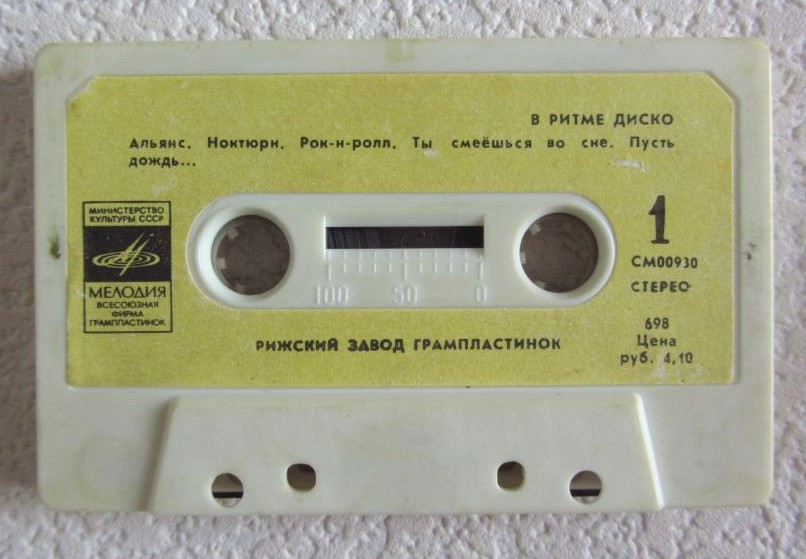 В РИТМЕ ДИСКО
Альянс. Ноктюрн. Рок-н-ролл. Ты смеёшься во сне. Пусть
дождь...
МИНИСТЕРСТВО
КУЛЬТУРЫ СССР
МЕЛОДИЯ
ВСЕСОЮЗНАЯ
ФИРМА
ГРАМПЛАСТИНОК
1
СМ00930
СТЕРЕО
100 50 0
698
Цена
руб. 4,10
РИЖСКИЙ ЗАВОД ГРАМПЛАСТИНОК